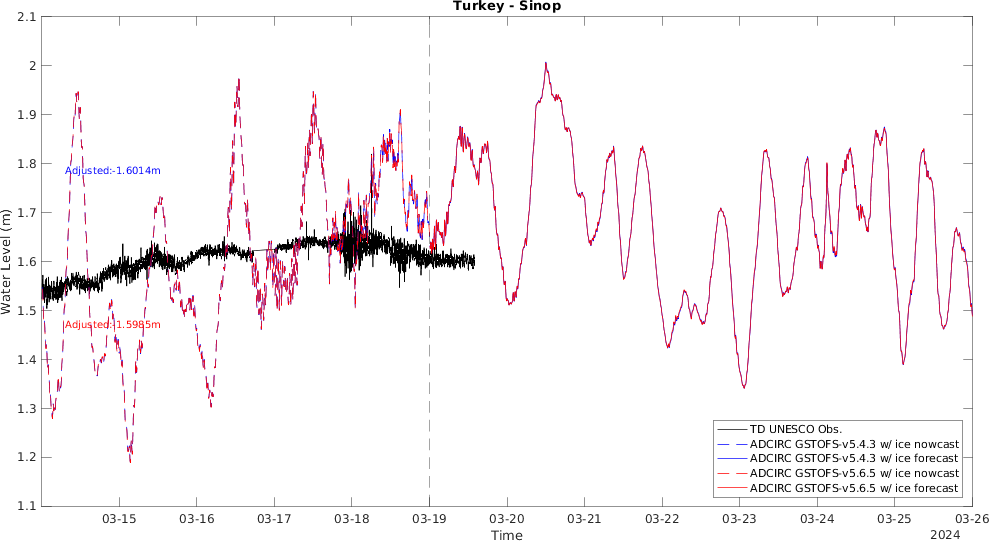 Turkey - Sinop
2.1
2
1.9
1.8
1.7
1.6
1.5
1.4
1.3
1.2
1.1
Water Level (m)
Adjusted:-1.6014m
Adjusted:-1.5985m
TD UNESCO Obs.
ADCIRC GSTOFS-v5.4.3 w/ ice nowcast
ADCIRC GSTOFS-v5.4.3 w/ ice forecast
ADCIRC GSTOFS-v5.6.5 w/ ice nowcast
ADCIRC GSTOFS-v5.6.5 w/ ice forecast
03-15 03-16 03-17 03-18 03-19 03-20 03-21 03-22 03-23 03-24 03-25 03-26
Time
2024